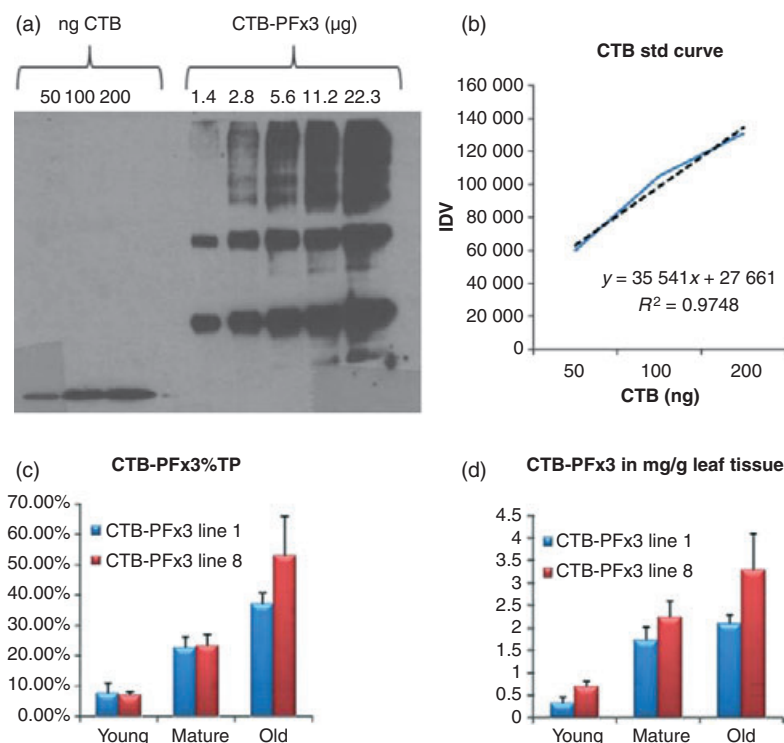 (a)
ng CTB
CTB-PFx3 (µg)
50 100 200
1.4 2.8 5.6 11.2 22.3
(b)
CTB std curve
160 000
140 000
120 000
100 000
80 000
60 000
40 000
20 000
0
IDV
y = 35 541x + 27 661
R² = 0.9748
50 100 200
CTB (ng)
(c)
CTB-PFx3%TP
70.00%
60.00%
50.00%
40.00%
30.00%
20.00%
10.00%
0.00%
CTB-PFx3 line 1
CTB-PFx3 line 8
Young Mature Old
(d)
CTB-PFx3 in mg/g leaf tissue
4.5
4
3.5
3
2.5
2
1.5
1
0.5
0
CTB-PFx3 line 1
CTB-PFx3 line 8
Young Mature Old